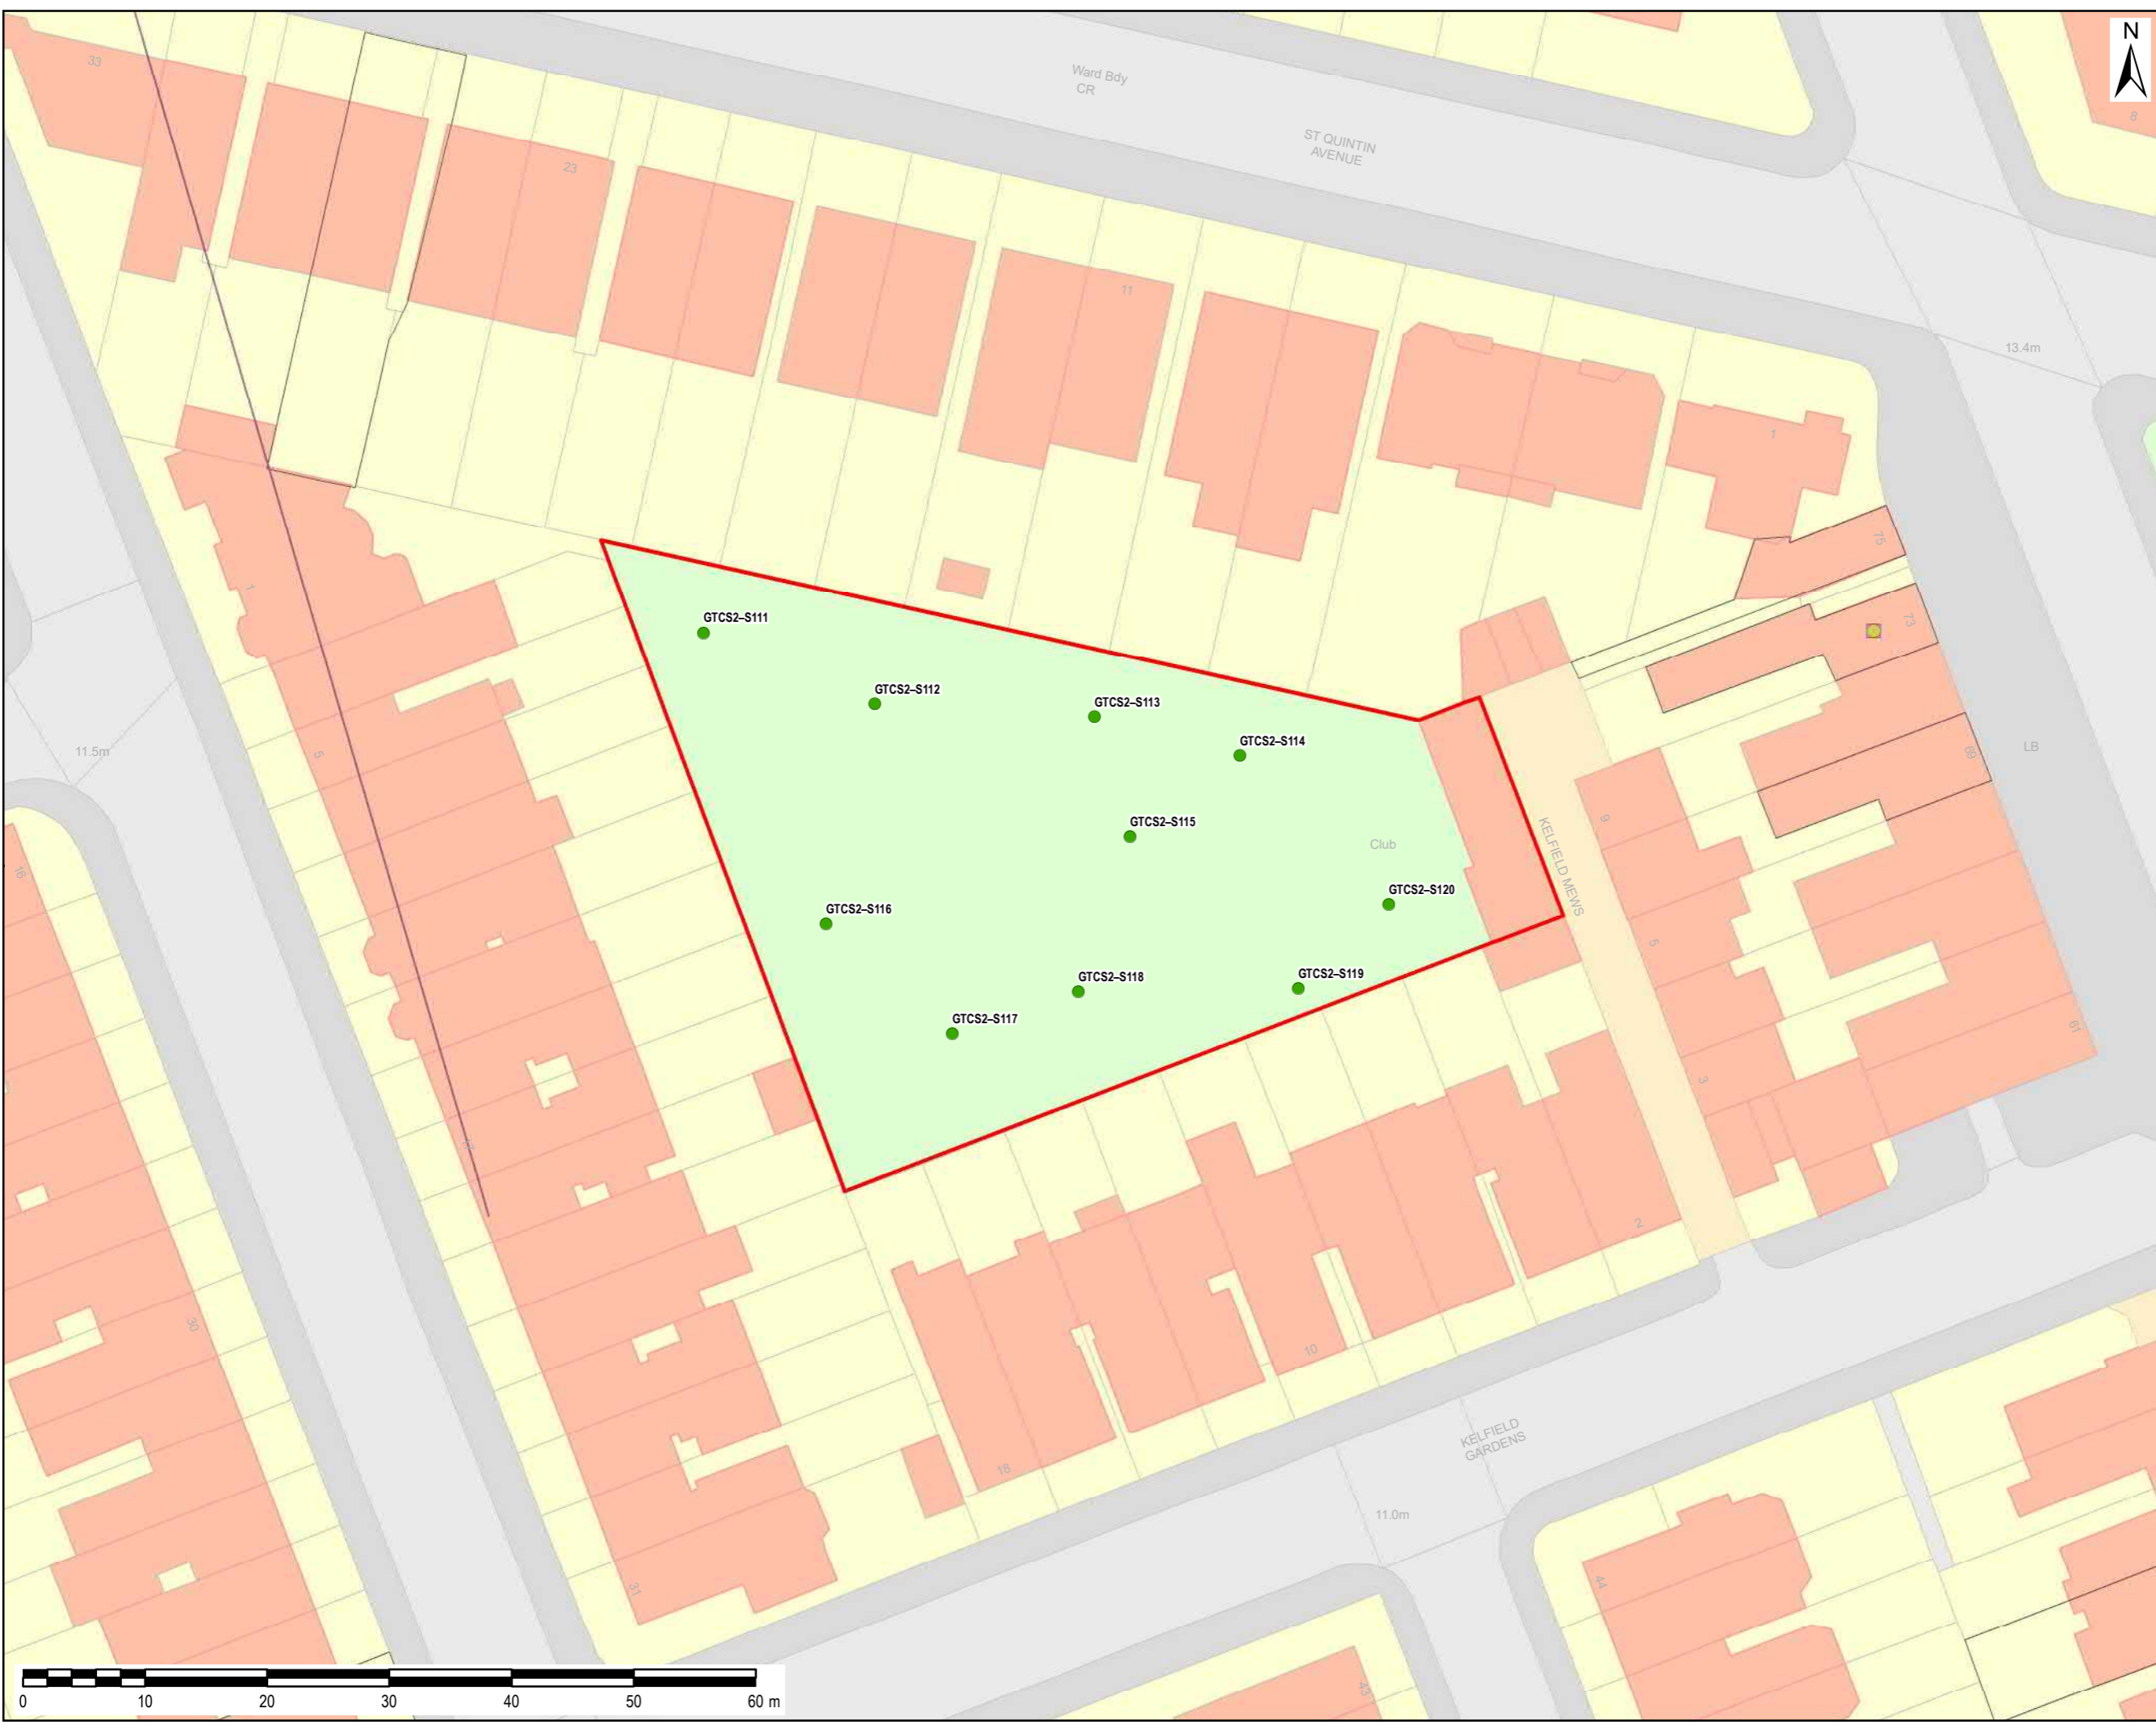 N
33
Ward Bdy
CR
8
ST QUINTIN
AVENUE
23
11
13.4m
1
75
1
GTCS2–S111
73
GTCS2–S112
GTCS2–S113
GTCS2–S114
11.5m
5
69
LB
GTCS2–S115
9
Club
KELFIELD MEWS
16
GTCS2–S120
GTCS2–S116
5
GTCS2–S119
GTCS2–S118
GTCS2–S117
61
3
2
30
10
KELFIELD
GARDENS
18
11.0m
44
31
43
0 10 20 30 40 50 60 m